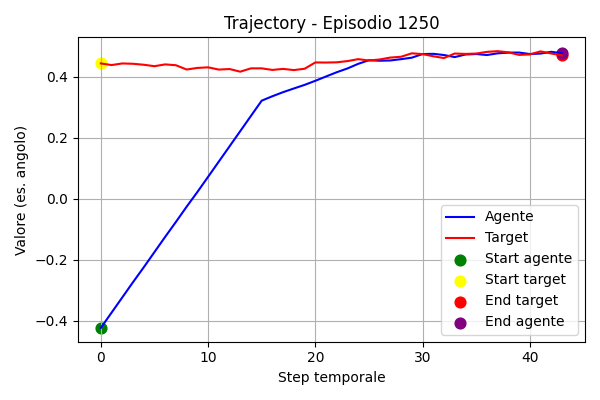 Trajectory - Episodio 1250
Valore (es. angolo)
0.4
0.2
0.0
−0.2
−0.4
0
10
20
30
40
Step temporale
Agente
Target
Start agente
Start target
End target
End agente